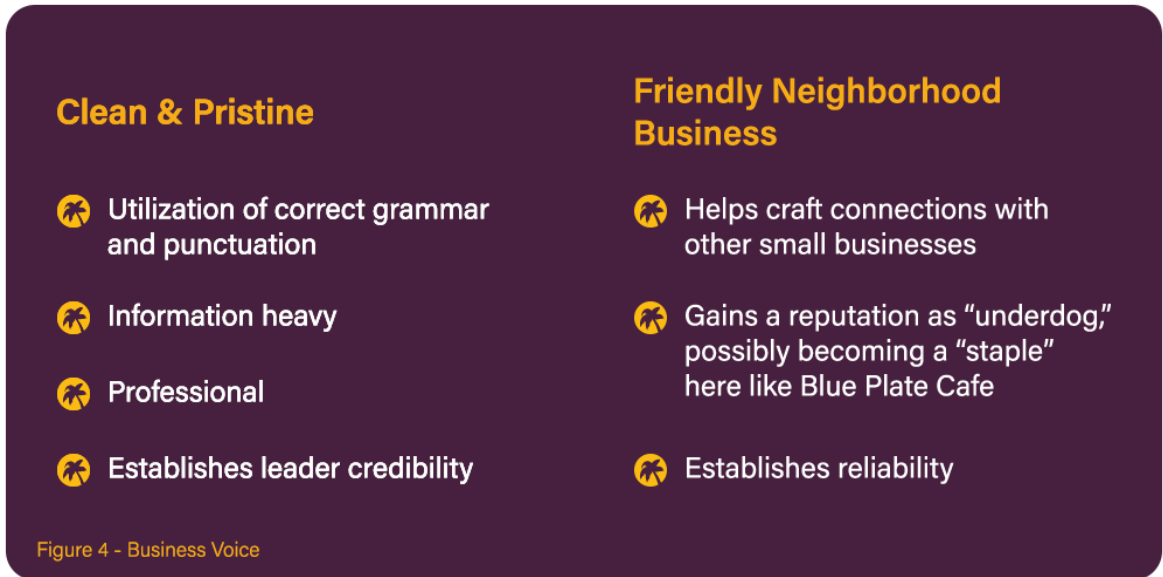 Clean & Pristine
Utilization of correct grammar
and punctuation
Information heavy
Professional
Establishes leader credibility
Friendly Neighborhood
Business
Helps craft connections with
other small businesses
Gains a reputation as “underdog,”
possibly becoming a “staple”
here like Blue Plate Cafe
Establishes reliability
Figure 4 - Business Voice